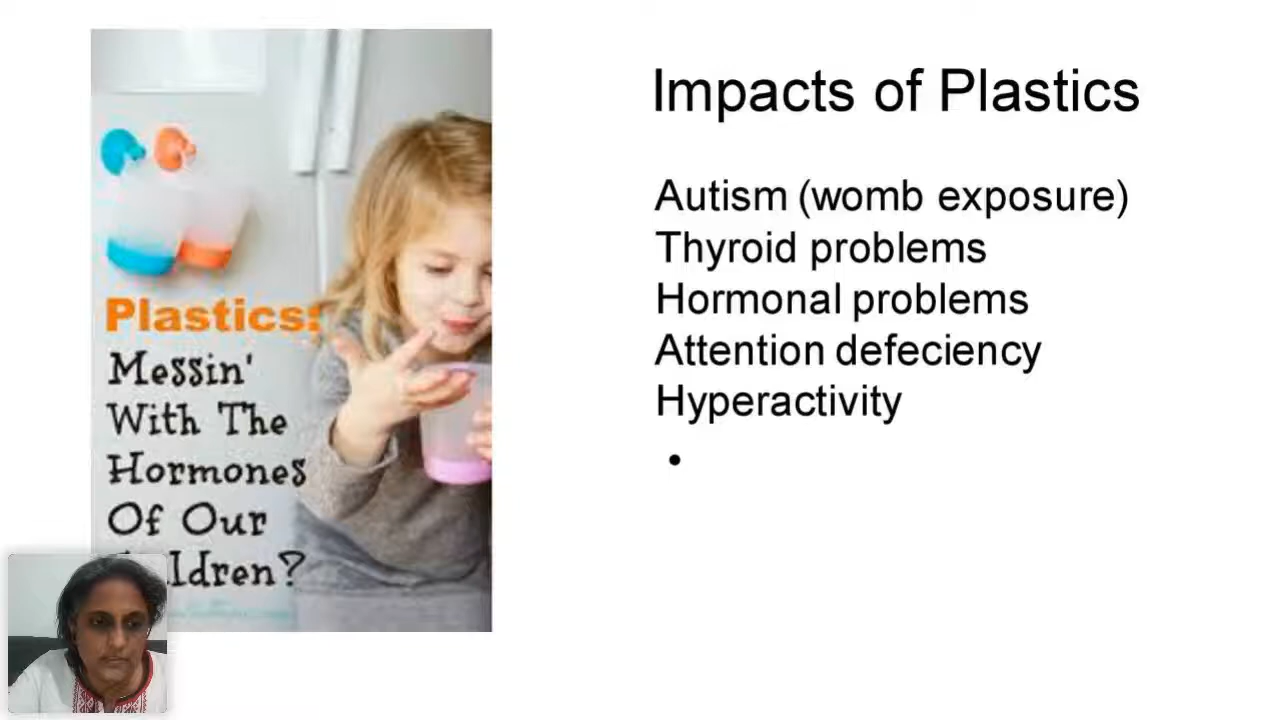 Impacts of Plastics
Autism (womb exposure)
Thyroid problems
Hormonal problems
Attention defeciency
Hyperactivity
Plastics:
Messin'
With The
Hormones
Of Our